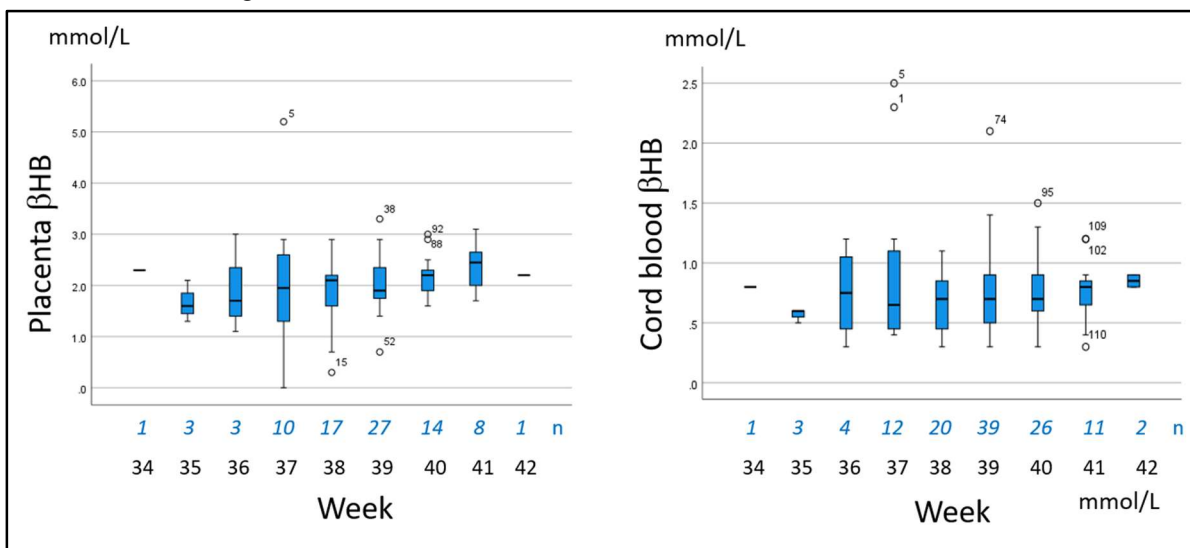 mmol/L
Placenta βHB
6.0
5.0
4.0
3.0
2.0
1.0
.0
5
38
92
88
15
52
1 3 3 10 17 27 14 8 1 n
34 35 36 37 38 39 40 41 42
Week
mmol/L
Cord blood βHB
2.5
2.0
1.5
1.0
.5
.0
5
1
74
95
109
102
110
1 3 4 12 20 39 26 11 2 n
34 35 36 37 38 39 40 41 42
Week
mmol/L